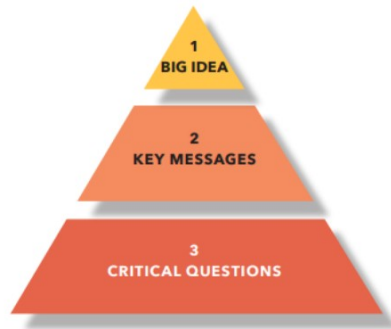 1
BIG IDEA
2
KEY MESSAGES
3
CRITICAL QUESTIONS